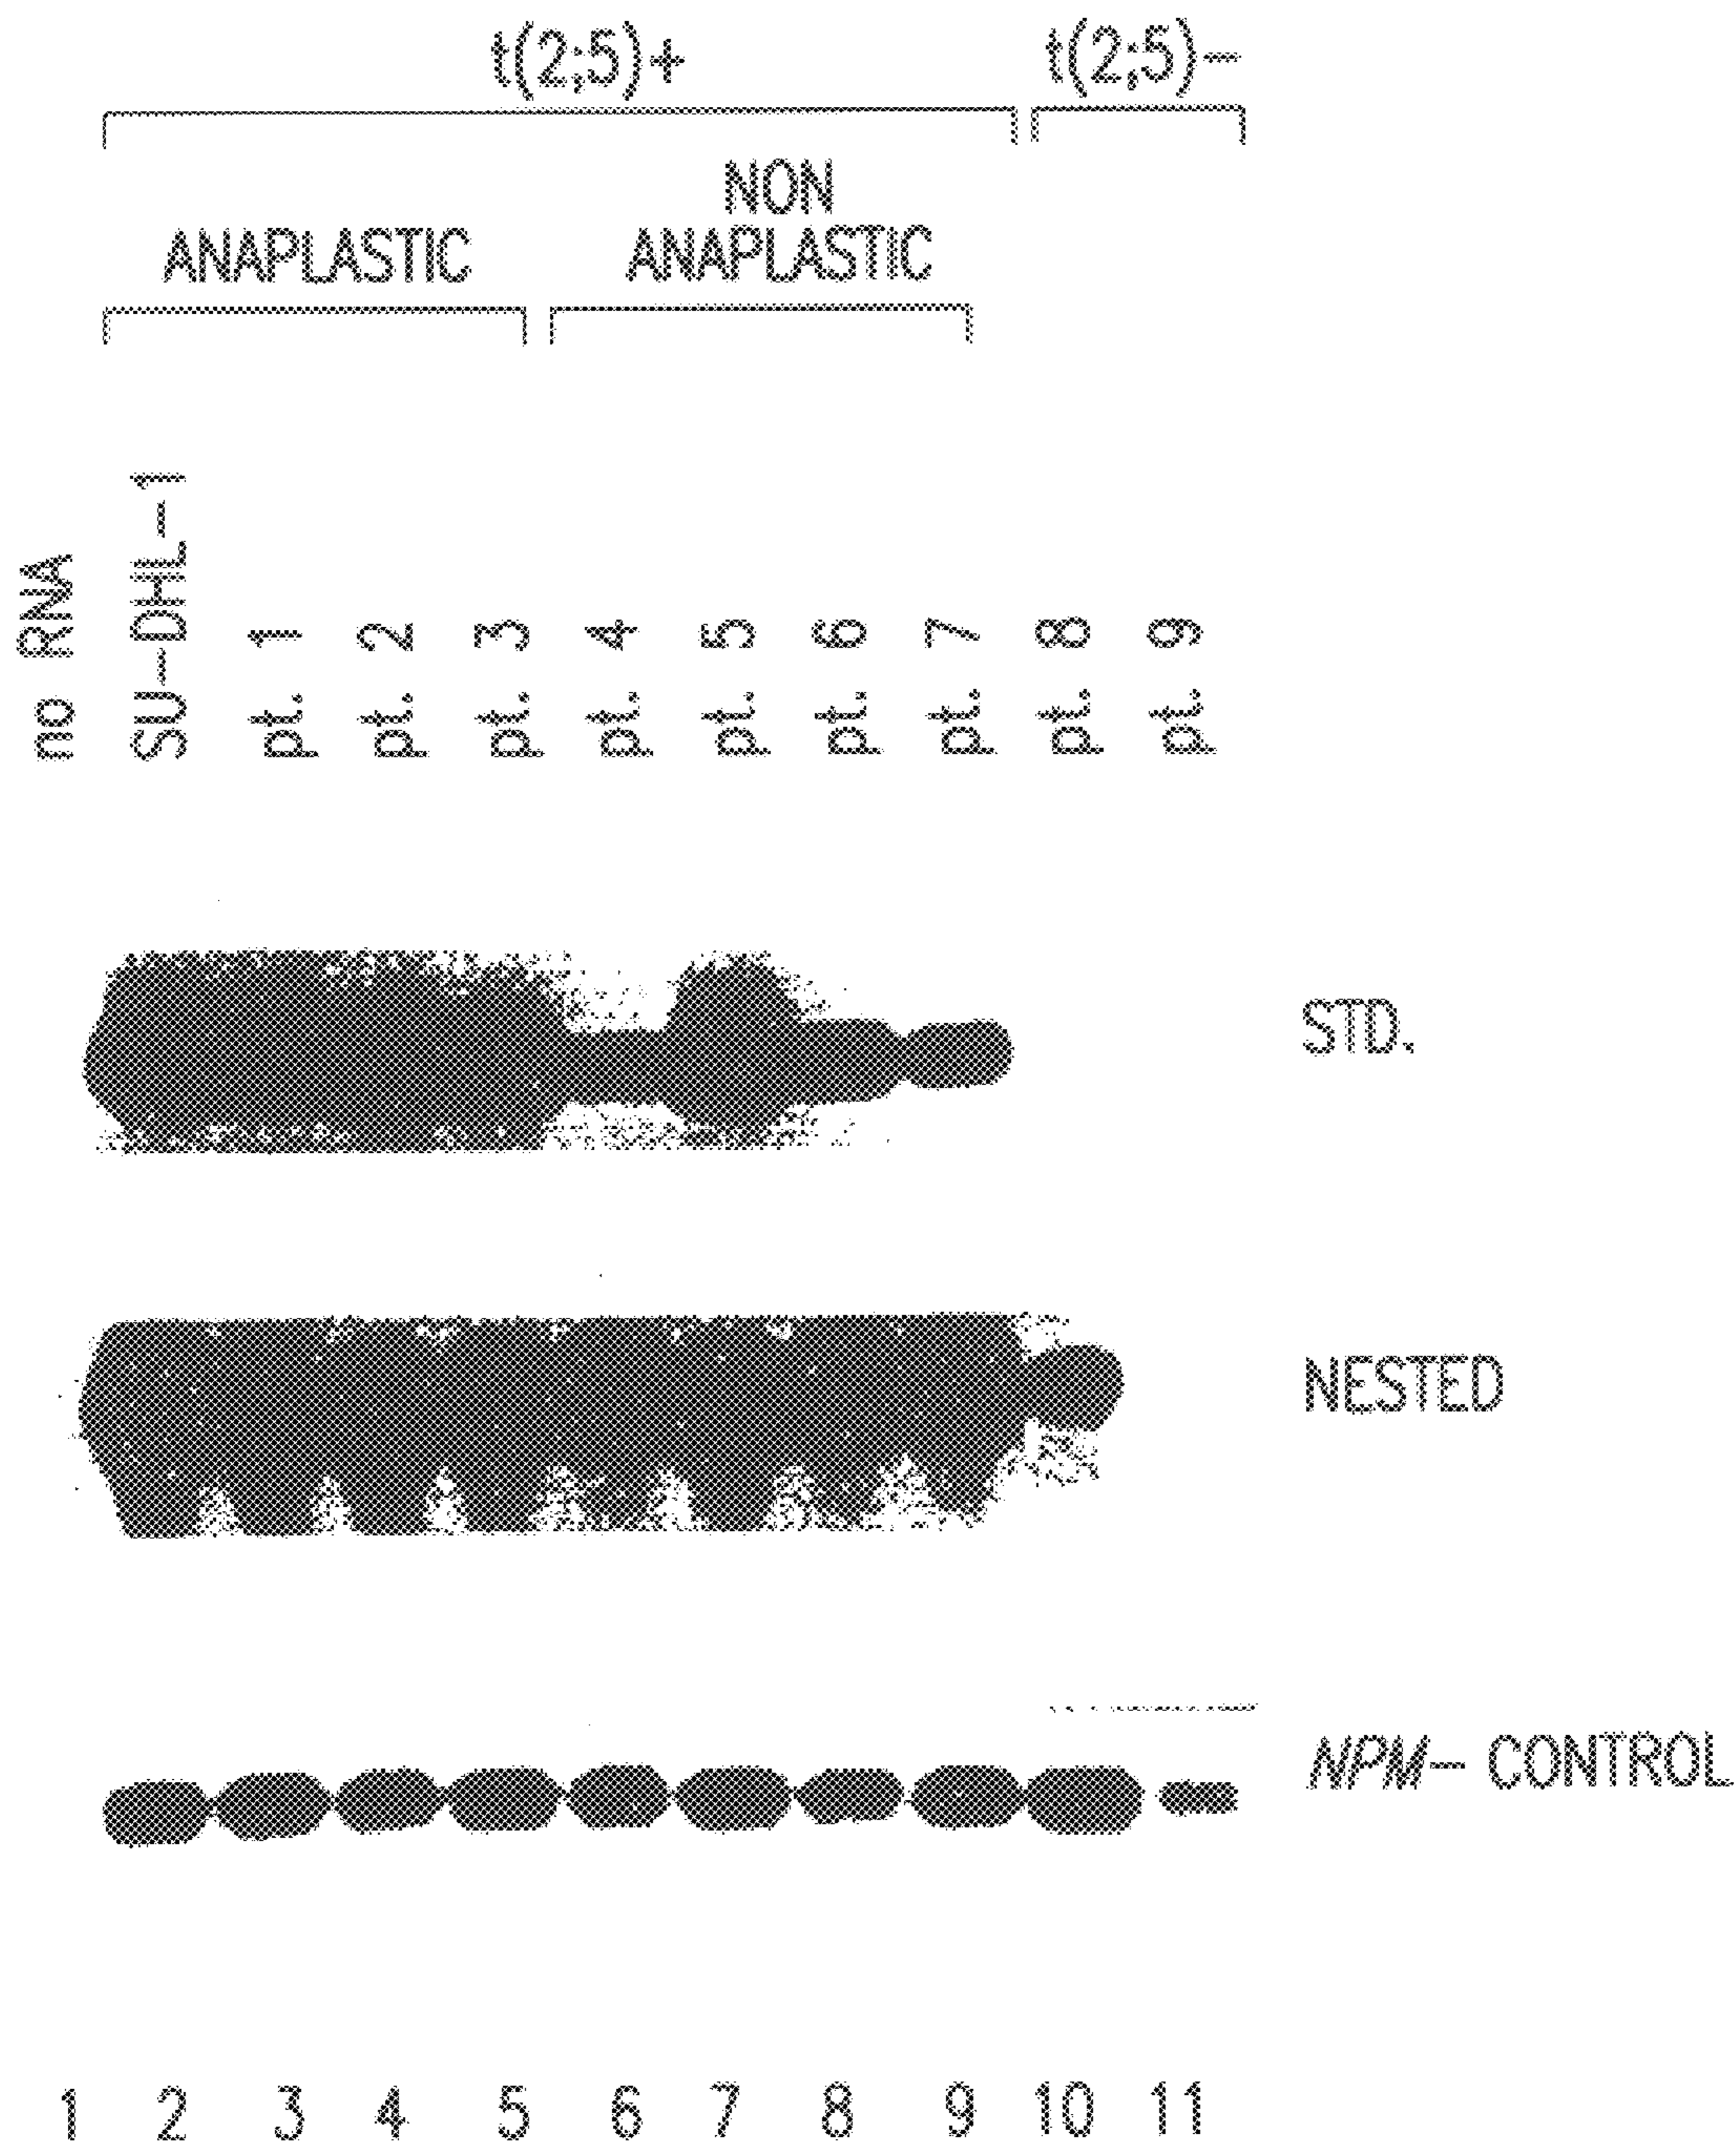 t(2;5)+ t(2;5)−
NON
ANAPLASTIC ANAPLASTIC
no RNA
SU−DHL−1
pt. 1
pt. 2
pt. 3
pt. 4
pt. 5
pt. 6
pt. 7
pt. 8
pt. 9
STD.
NESTED
NPM− CONTROL
1 2 3 4 5 6 7 8 9 10 11